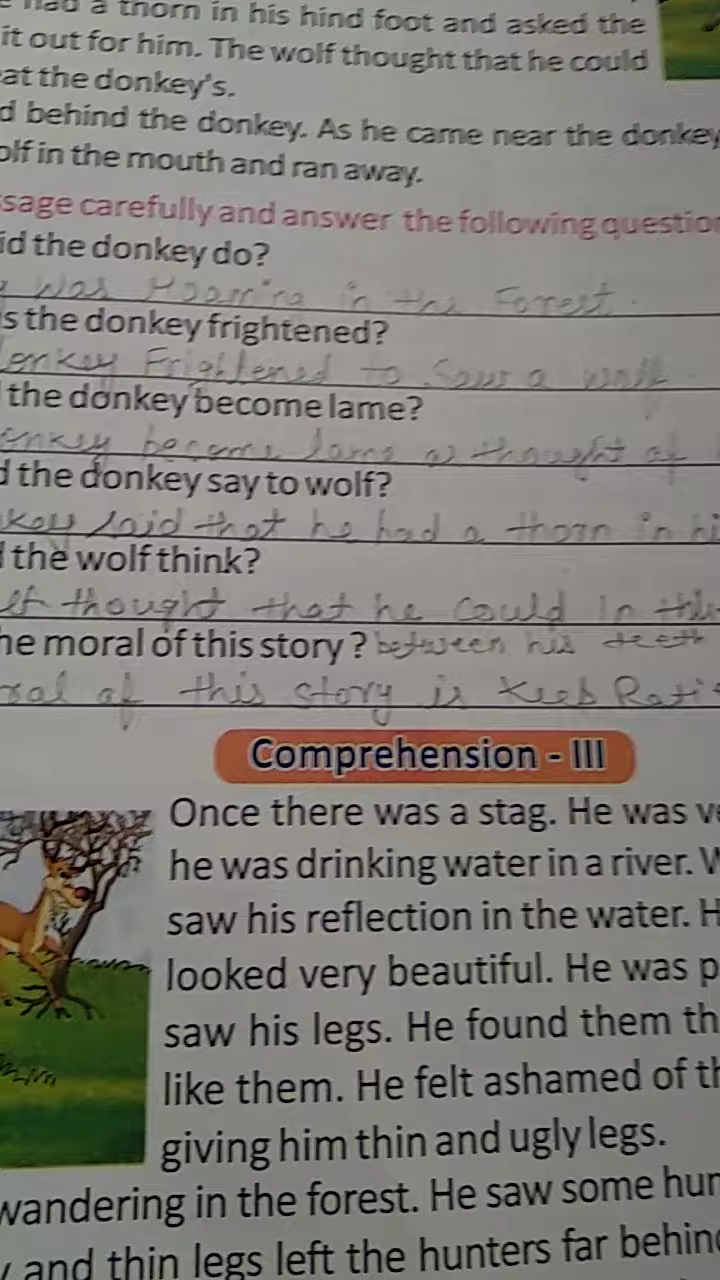 had a thorn in his hind foot and asked the
it out for him. The wolf thought that he could
eat the donkey's.
d behind the donkey. As he came near the donkey
olf in the mouth and ran away.
ssage carefully and answer the following question
id the donkey do?
was Roaming in the Forest.
s the donkey frightened?
onkey Frightened to Saw a wolf.
the donkey become lame?
onkey become lame as thought of
d the donkey say to wolf?
key said that he had a thorn in hi
the wolf think?
lf thought that he could in
he moral of this story ? between his teeth
ral of this story is Keeb
Comprehension - III
Once there was a stag. He was ve
he was drinking water in a river. W
saw his reflection in the water. H
looked very beautiful. He was p
saw his legs. He found them th
like them. He felt ashamed of th
giving him thin and ugly legs.
wandering in the forest. He saw some hun
y and thin legs left the hunters far behind